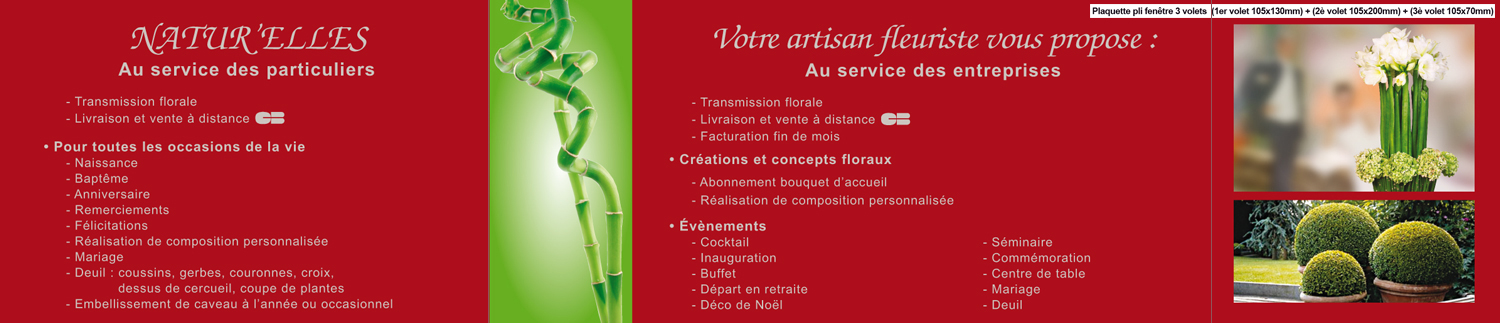 Plaquette pli fenêtre 3 volets (1er volet 105x130mm) + (2è volet 105x200mm) + (3è volet 105x70mm)
NATUR'ELLES
Au service des particuliers
- Transmission florale
- Livraison et vente à distance CB
• Pour toutes les occasions de la vie
- Naissance
- Baptême
- Anniversaire
- Remerciements
- Félicitations
- Réalisation de composition personnalisée
- Mariage
- Deuil : coussins, gerbes, couronnes, croix,
dessus de cercueil, coupe de plantes
- Embellissement de caveau à l'année ou occasionnel
Votre artisan fleuriste vous propose :
Au service des entreprises
- Transmission florale
- Livraison et vente à distance CB
- Facturation fin de mois
• Créations et concepts floraux
- Abonnement bouquet d'accueil
- Réalisation de composition personnalisée
• Évènements
- Cocktail
- Inauguration
- Buffet
- Départ en retraite
- Déco de Noël
- Séminaire
- Commémoration
- Centre de table
- Mariage
- Deuil